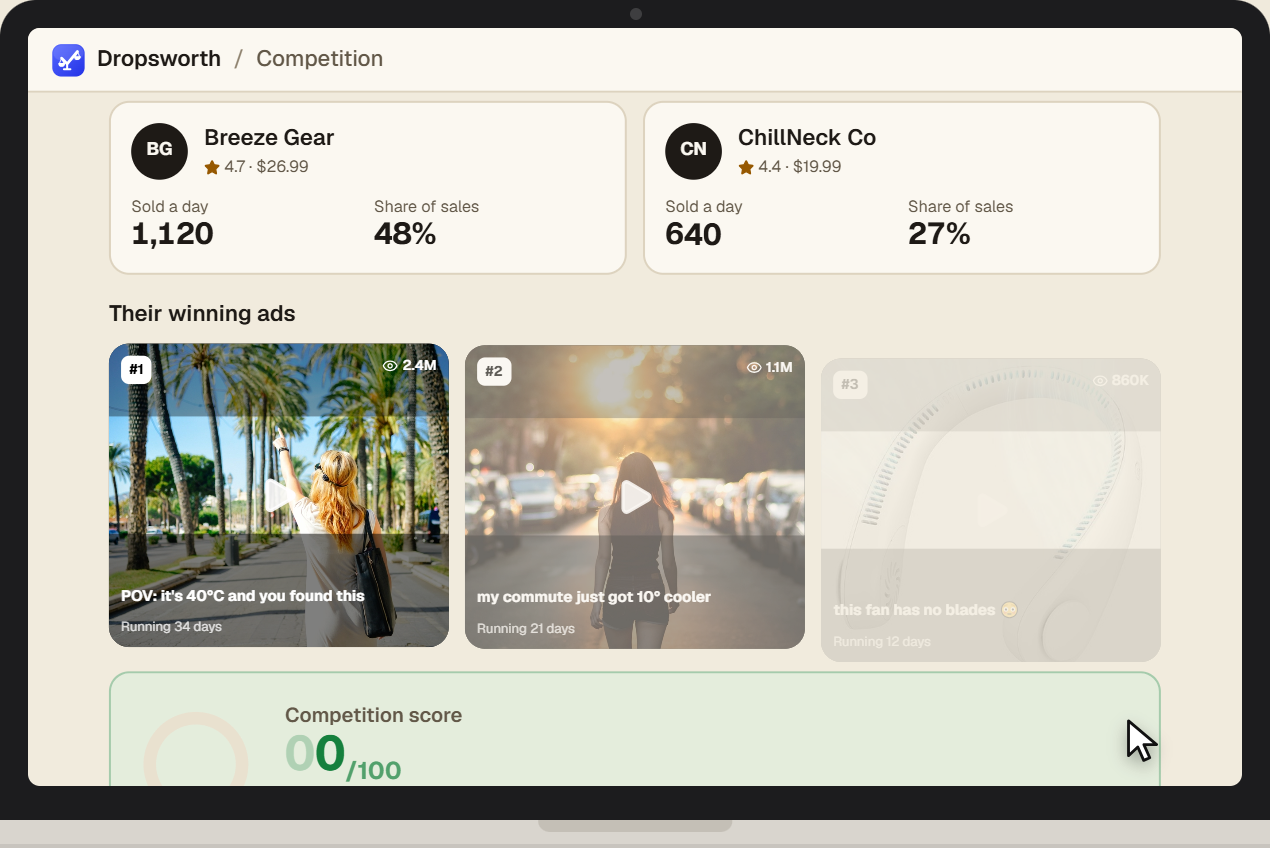 Dropsworth / Competition
BG
Breeze Gear
4.7 · $26.99
Sold a day
1,120
Share of sales
48%
CN
ChillNeck Co
4.4 · $19.99
Sold a day
640
Share of sales
27%
Their winning ads
#1
2.4M
POV: it's 40°C and you found this
Running 34 days
#2
1.1M
my commute just got 10° cooler
Running 21 days
#3
860K
this fan has no blades 😳
Running 12 days
Competition score
00/100